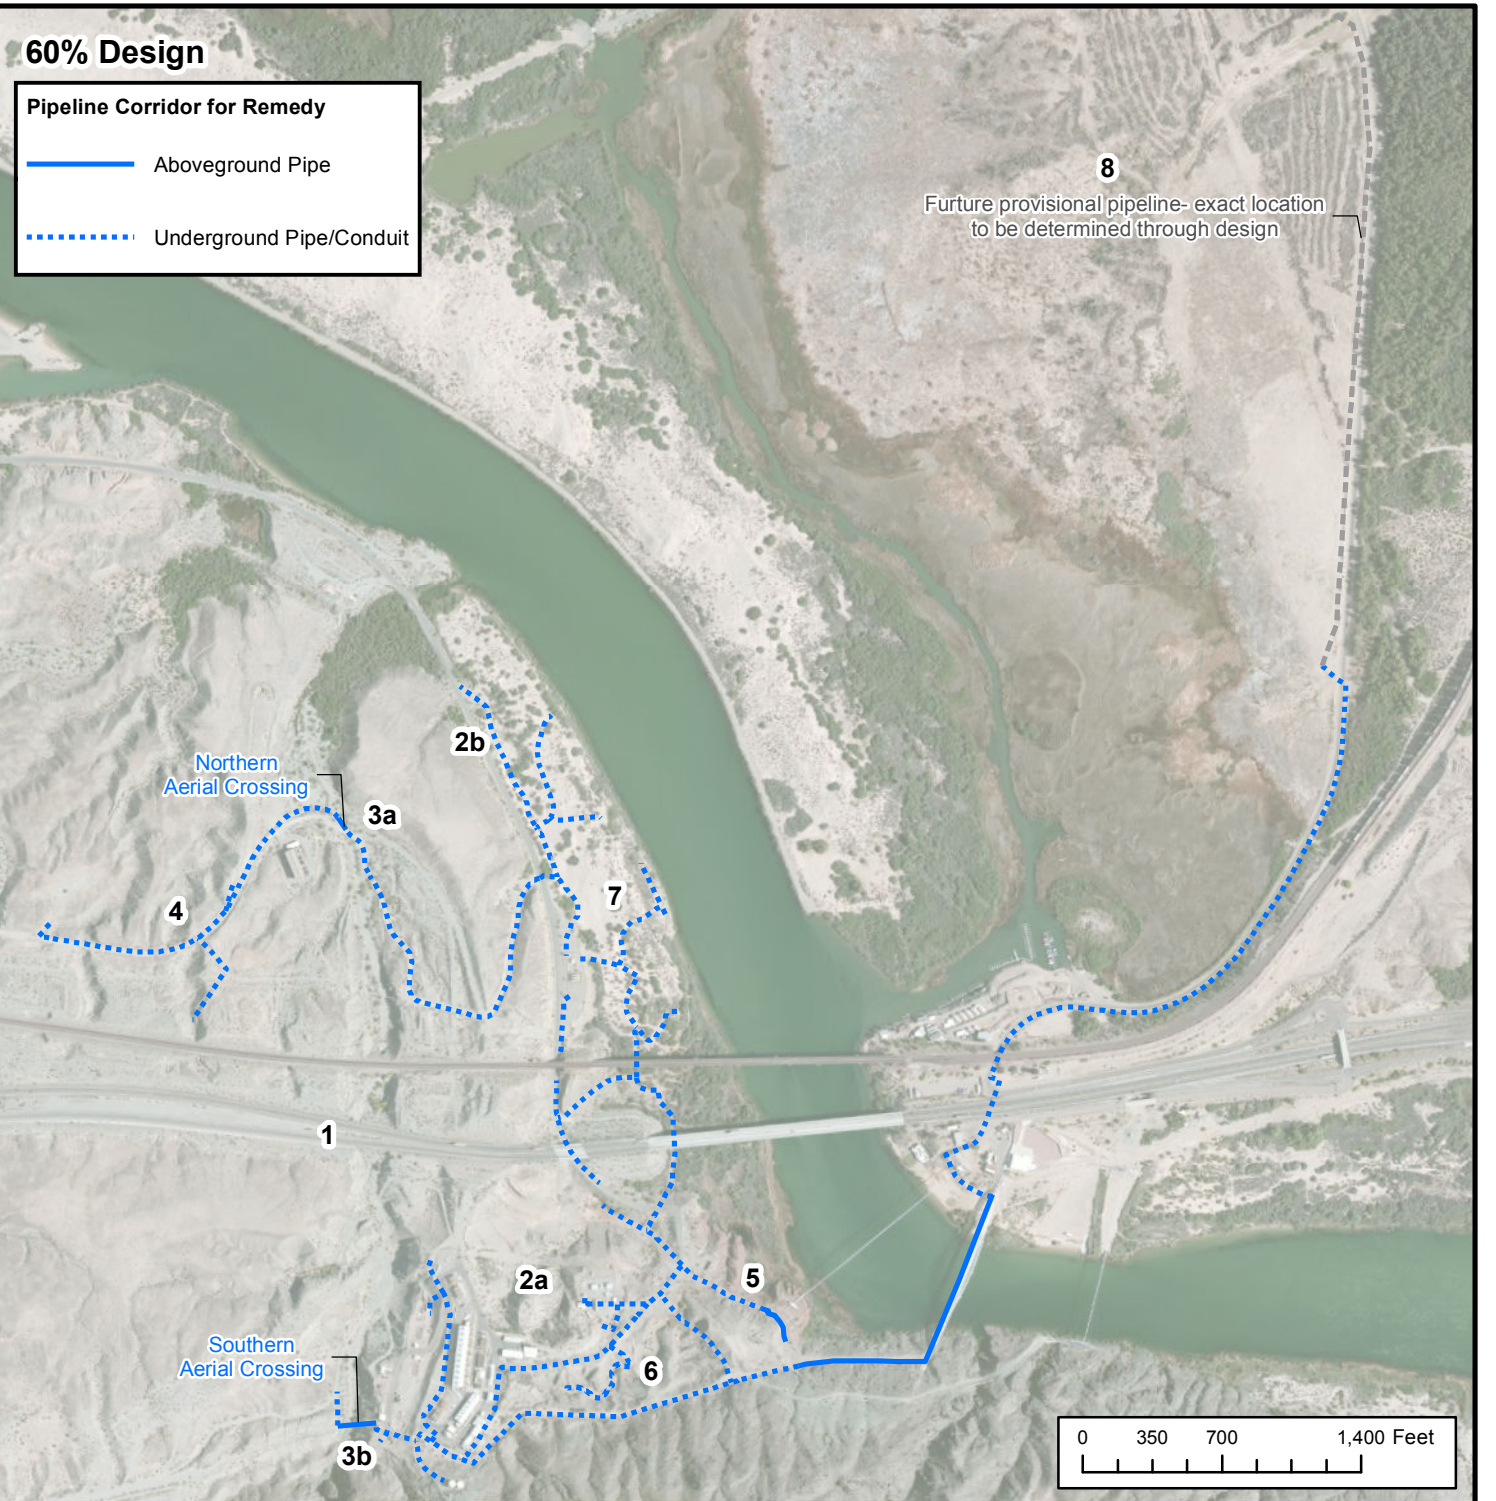 60% Design
Pipeline Corridor for Remedy
Aboveground Pipe
Underground Pipe/Conduit
8
Furture provisional pipeline- exact location
to be determined through design
2b
Northern
Aerial Crossing
3a
7
4
1
2a
5
Southern
Aerial Crossing
6
3b
0 350 700 1,400 Feet